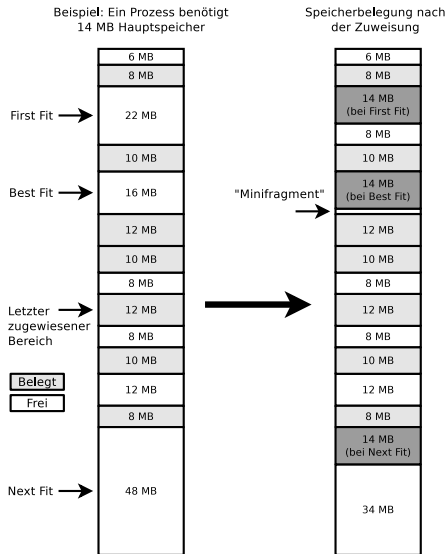 Beispiel: Ein Prozess benötigt
14 MB Hauptspeicher
6 MB
8 MB
First Fit
22 MB
10 MB
Best Fit
16 MB
12 MB
10 MB
8 MB
Letzter
zugewiesener
Bereich
12 MB
8 MB
10 MB
Belegt
Frei
12 MB
8 MB
Next Fit
48 MB
Speicherbelegung nach
der Zuweisung
6 MB
8 MB
14 MB
(bei First Fit)
8 MB
10 MB
14 MB
(bei Best Fit)
"Minifragment"
12 MB
10 MB
8 MB
12 MB
8 MB
10 MB
12 MB
8 MB
14 MB
(bei Next Fit)
34 MB